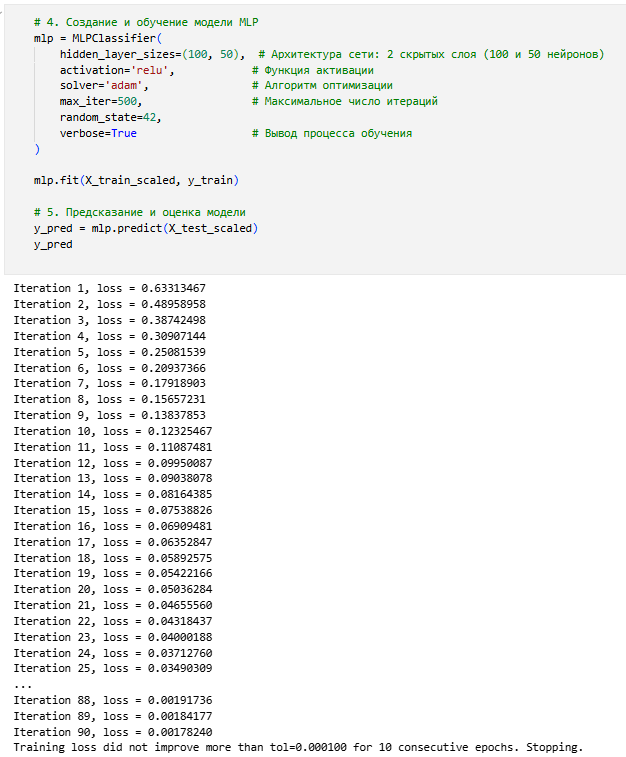 # 4. Создание и обучение модели MLP
mlp = MLPClassifier(
    hidden_layer_sizes=(100, 50),  # Архитектура сети: 2 скрытых слоя (100 и 50 нейронов)
    activation='relu',            # Функция активации
    solver='adam',                # Алгоритм оптимизации
    max_iter=500,                 # Максимальное число итераций
    random_state=42,
    verbose=True                  # Вывод процесса обучения
)
mlp.fit(X_train_scaled, y_train)
# 5. Предсказание и оценка модели
y_pred = mlp.predict(X_test_scaled)
y_pred
Iteration 1, loss = 0.63313467
Iteration 2, loss = 0.48958958
Iteration 3, loss = 0.38742498
Iteration 4, loss = 0.30907144
Iteration 5, loss = 0.25081539
Iteration 6, loss = 0.20937366
Iteration 7, loss = 0.17918903
Iteration 8, loss = 0.15657231
Iteration 9, loss = 0.13837853
Iteration 10, loss = 0.12325467
Iteration 11, loss = 0.11087481
Iteration 12, loss = 0.09950087
Iteration 13, loss = 0.09038078
Iteration 14, loss = 0.08164385
Iteration 15, loss = 0.07538826
Iteration 16, loss = 0.06909481
Iteration 17, loss = 0.06352847
Iteration 18, loss = 0.05892575
Iteration 19, loss = 0.05422166
Iteration 20, loss = 0.05036284
Iteration 21, loss = 0.04655560
Iteration 22, loss = 0.04318437
Iteration 23, loss = 0.04000188
Iteration 24, loss = 0.03712760
Iteration 25, loss = 0.03490309
...
Iteration 88, loss = 0.00191736
Iteration 89, loss = 0.00184177
Iteration 90, loss = 0.00178240
Training loss did not improve more than tol=0.000100 for 10 consecutive epochs. Stopping.